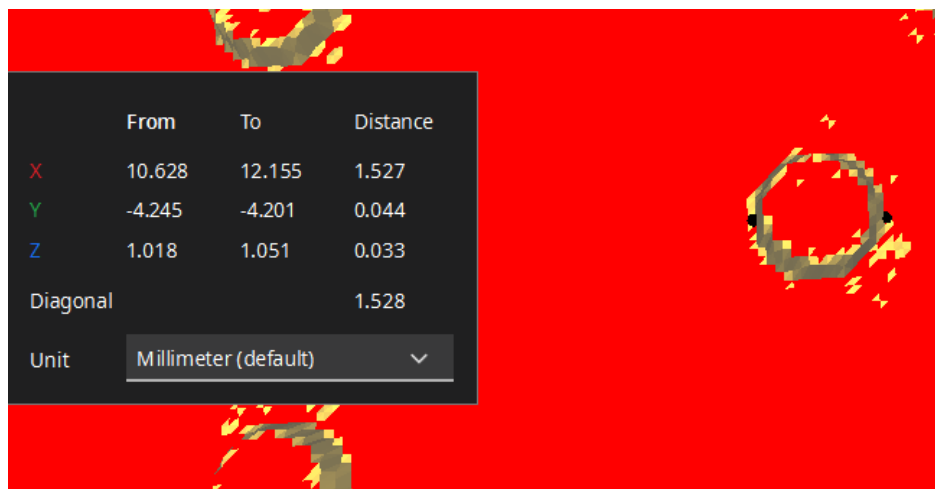 From To Distance
X 10.628 12.155 1.527
Y -4.245 -4.201 0.044
Z 1.018 1.051 0.033
Diagonal 1.528
Unit Millimeter (default)